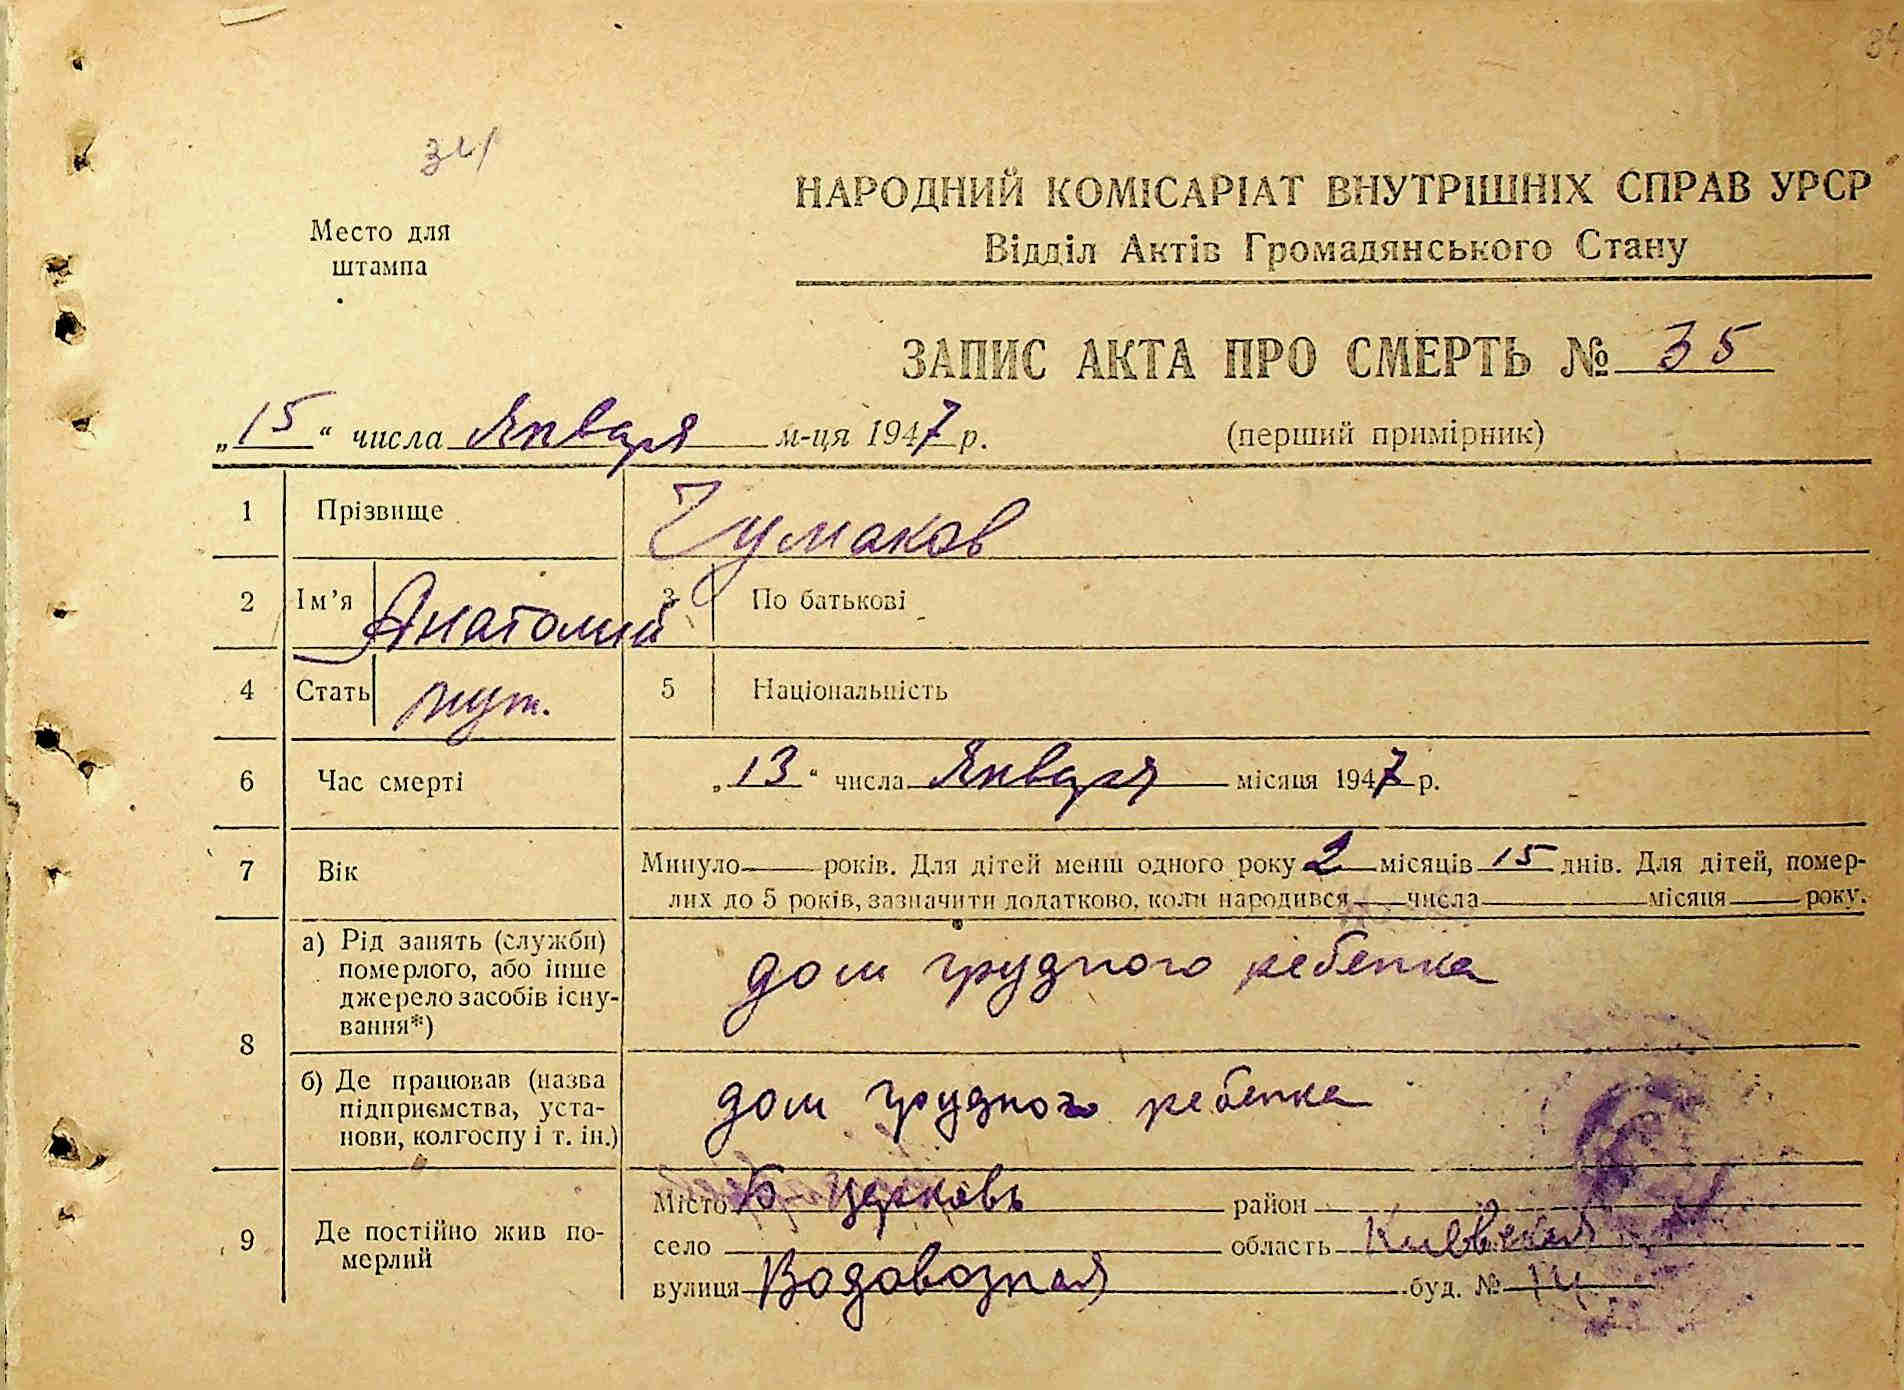 34
Место для
штампа
НАРОДНИЙ КОМІСАРІАТ ВНУТРІШНІХ СПРАВ УРСР
Відділ Актів Громадянського Стану
ЗАПИС АКТА ПРО СМЕРТЬ № 35
„15“ числа Января м-ця 1947 р. (перший примірник)
1 Прізвище Чумаков
2 Ім’я Анатолий 3 По батькові
4 Стать муж. 5 Національність
6 Час смерті „13“ числа Января місяця 1947 р.
7 Вік Минуло років. Для дітей менш одного року 2 місяців 15 днів. Для дітей, помер-
лих до 5 років, зазначити додатково, коли народився числа місяця року.
8 а) Рід занять (служби)
померлого, або інше
джерело засобів існу-
вання*)
дом грудного ребенка
б) Де працював (назва
підприємства, уста-
нови, колгоспу і т. ін.)
дом грудного ребенка
9 Де постійно жив по-
мерлий
Місто Б-церковь район
село область Киевская
вулиця Водовозная буд. № 14